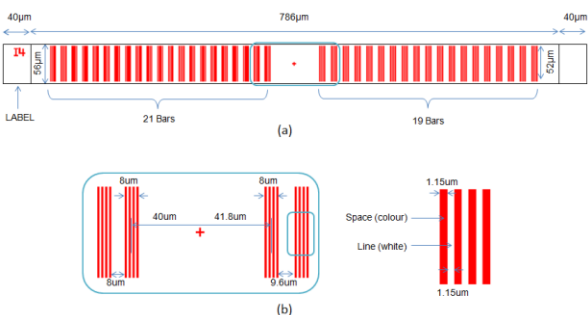 40μm 786μm 40μm
I4
56μm
52μm
LABEL
21 Bars
19 Bars
(a)
8um
8um
40um
41.8um
8um
9.6um
1.15um
Space (colour)
Line (white)
1.15um
(b)